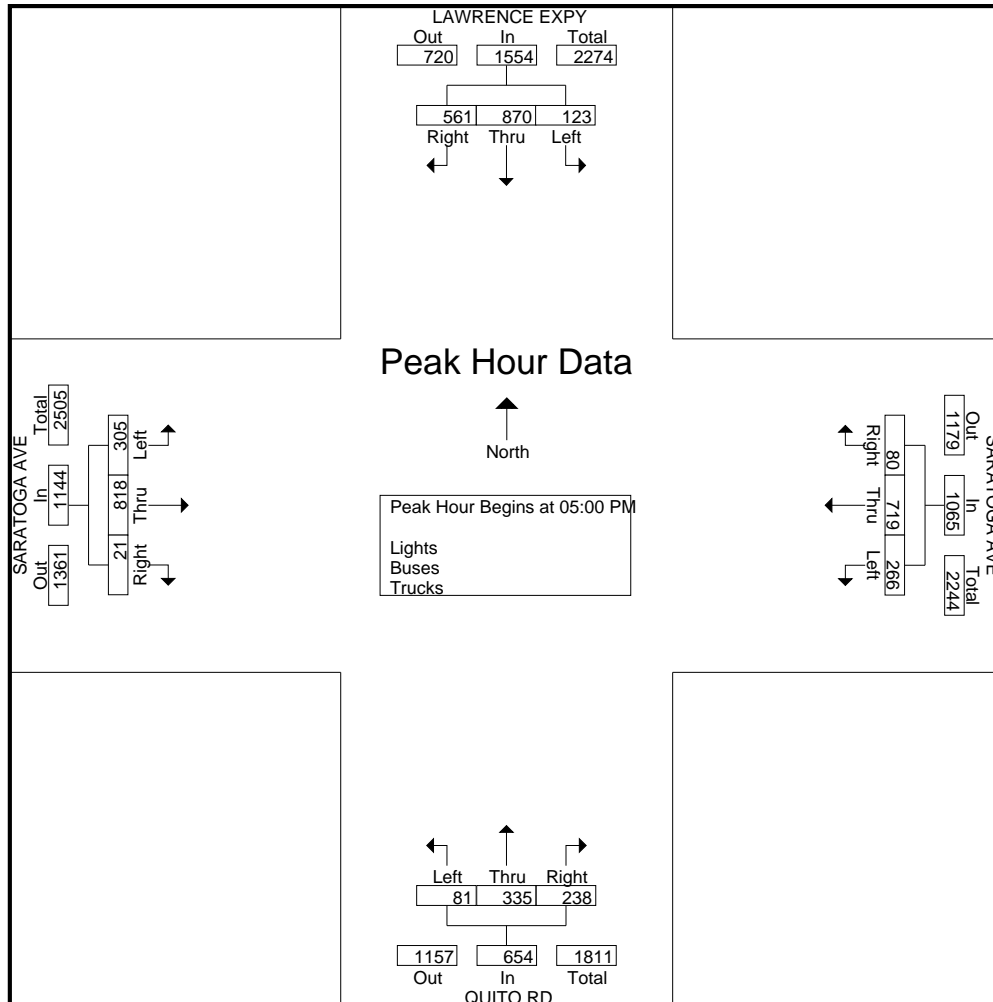 LAWRENCE EXPY
Out In Total
720 1554 2274
561 870 123
Right Thru Left
Peak Hour Data
North
Peak Hour Begins at 05:00 PM
Lights
Buses
Trucks
SARATOGA AVE
Out In Total
1361 1144 2505
21 818 305
Right Thru Left
SARATOGA AVE
Out In Total
1179 1065 2244
80 719 266
Right Thru Left
Left Thru Right
81 335 238
1157 654 1811
Out In Total
QUITO RD